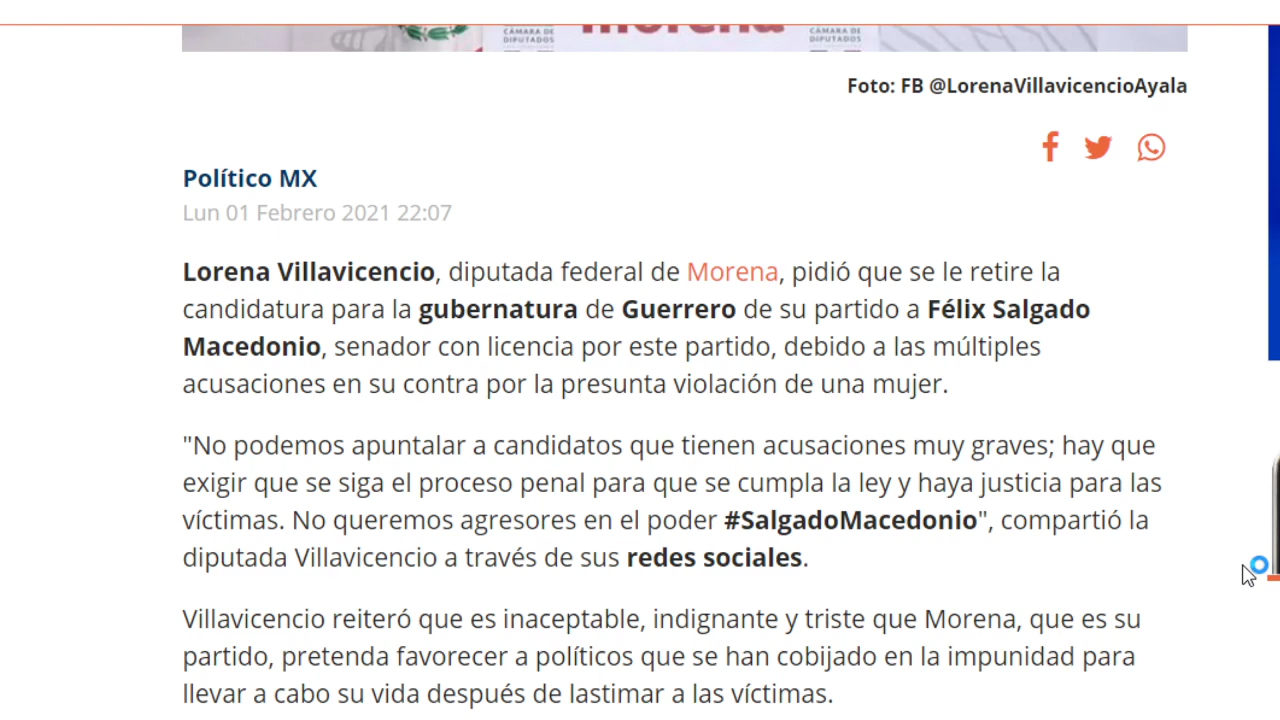 CÁMARA DE
DIPUTADOS
morena
CÁMARA DE
DIPUTADOS
Foto: FB @LorenaVillavicencioAyala
Político MX
Lun 01 Febrero 2021 22:07
Lorena Villavicencio, diputada federal de Morena, pidió que se le retire la
candidatura para la gubernatura de Guerrero de su partido a Félix Salgado
Macedonio, senador con licencia por este partido, debido a las múltiples
acusaciones en su contra por la presunta violación de una mujer.
"No podemos apuntalar a candidatos que tienen acusaciones muy graves; hay que
exigir que se siga el proceso penal para que se cumpla la ley y haya justicia para las
víctimas. No queremos agresores en el poder #SalgadoMacedonio", compartió la
diputada Villavicencio a través de sus redes sociales.
Villavicencio reiteró que es inaceptable, indignante y triste que Morena, que es su
partido, pretenda favorecer a políticos que se han cobijado en la impunidad para
llevar a cabo su vida después de lastimar a las víctimas.